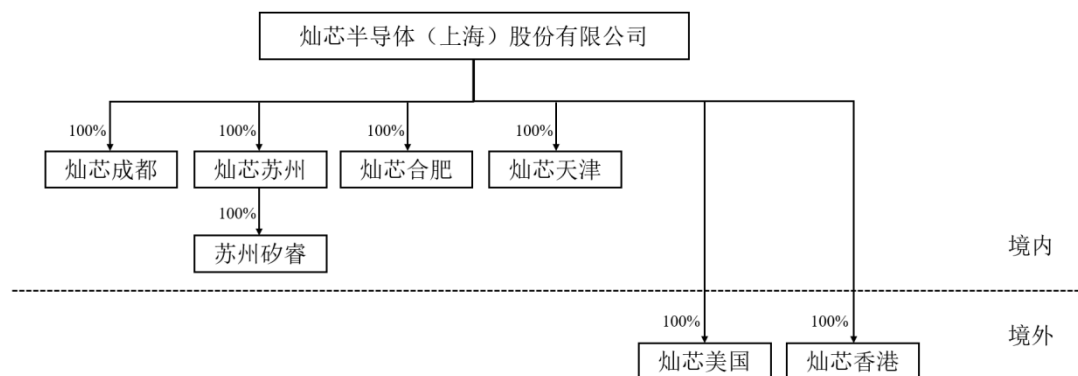 灿芯半导体（上海）股份有限公司
100%
100%
100%
100%
灿芯成都
灿芯苏州
灿芯合肥
灿芯天津
100%
苏州矽睿
境内
境外
100%
100%
灿芯美国
灿芯香港